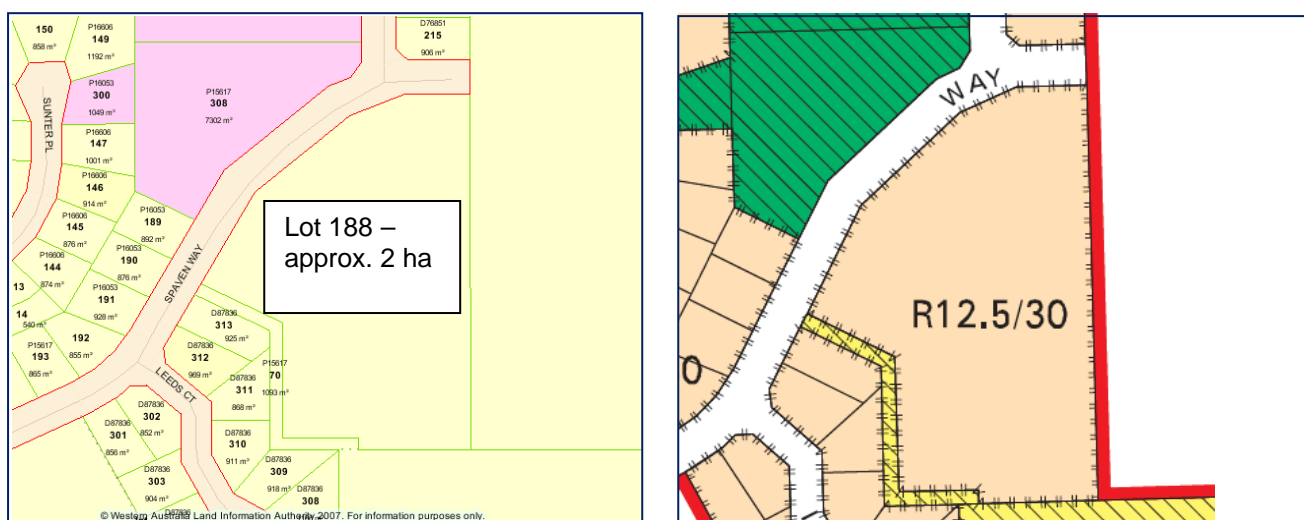 150
858 m²
P16606
149
1192 m²
D76851
215
906 m²
P16053
300
1049 m²
P15617
308
7302 m²
SUNTER PL
P16606
147
1001 m²
P16606
146
914 m²
P16606
145
876 m²
P16053
189
892 m²
P16053
190
876 m²
P16606
144
874 m²
P16053
191
928 m²
13
14
540 m²
192
855 m²
P15617
193
865 m²
SPAVEN WAY
Lot 188 –
approx. 2 ha
D87836
313
925 m²
D87836
312
969 m²
D87836
311
868 m²
P15617
70
1093 m²
LEEDS CT
D87836
302
852 m²
D87836
301
856 m²
D87836
310
911 m²
D87836
303
904 m²
D87836
309
918 m²
D87836
308
D87836
© Western Australia Land Information Authority 2007. For information purposes only.
WAY
R12.5/30
0